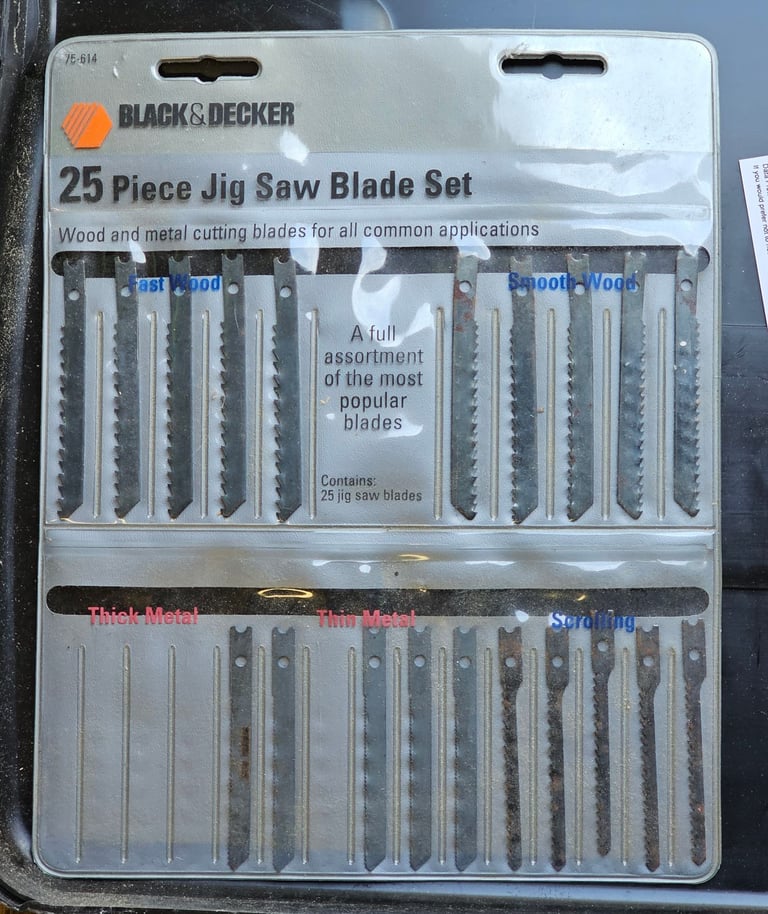 75-614
BLACK&DECKER
25 Piece Jig Saw Blade Set
Wood and metal cutting blades for all common applications
Fast Wood
Smooth Wood
A full
assortment
of the most
popular
blades
Contains:
25 jig saw blades
Thick Metal
Thin Metal
Scrolling